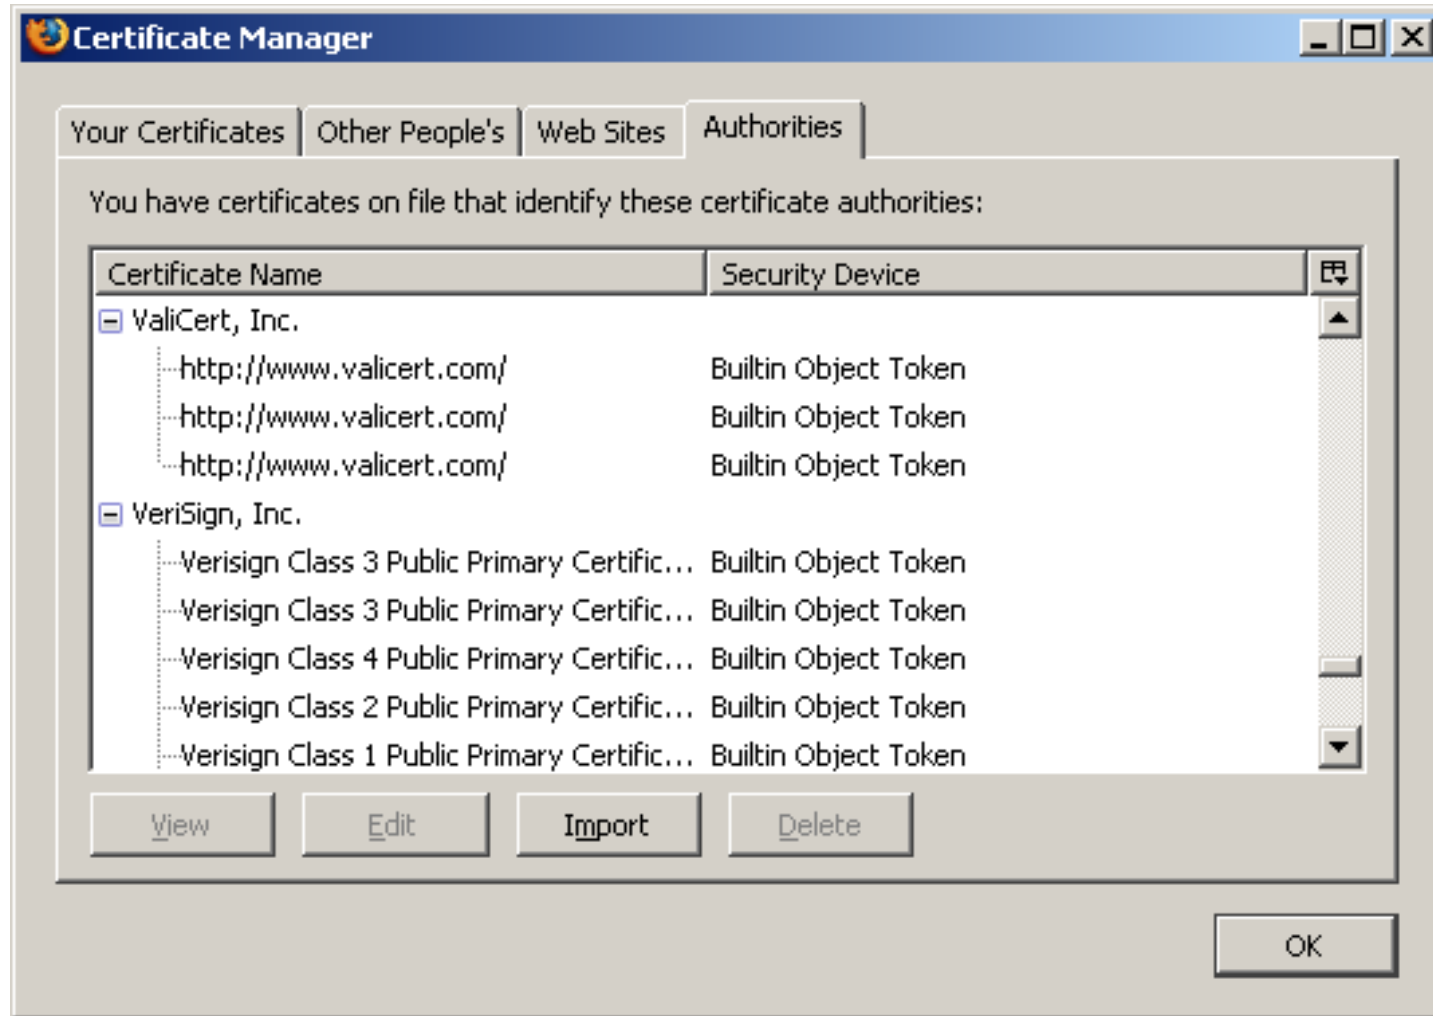 Certificate Manager
Your Certificates Other People's Web Sites Authorities
You have certificates on file that identify these certificate authorities:
Certificate Name Security Device
ValiCert, Inc.
http://www.valicert.com/ Builtin Object Token
http://www.valicert.com/ Builtin Object Token
http://www.valicert.com/ Builtin Object Token
VeriSign, Inc.
Verisign Class 3 Public Primary Certific... Builtin Object Token
Verisign Class 3 Public Primary Certific... Builtin Object Token
Verisign Class 4 Public Primary Certific... Builtin Object Token
Verisign Class 2 Public Primary Certific... Builtin Object Token
Verisign Class 1 Public Primary Certific... Builtin Object Token
View Edit Import Delete
OK